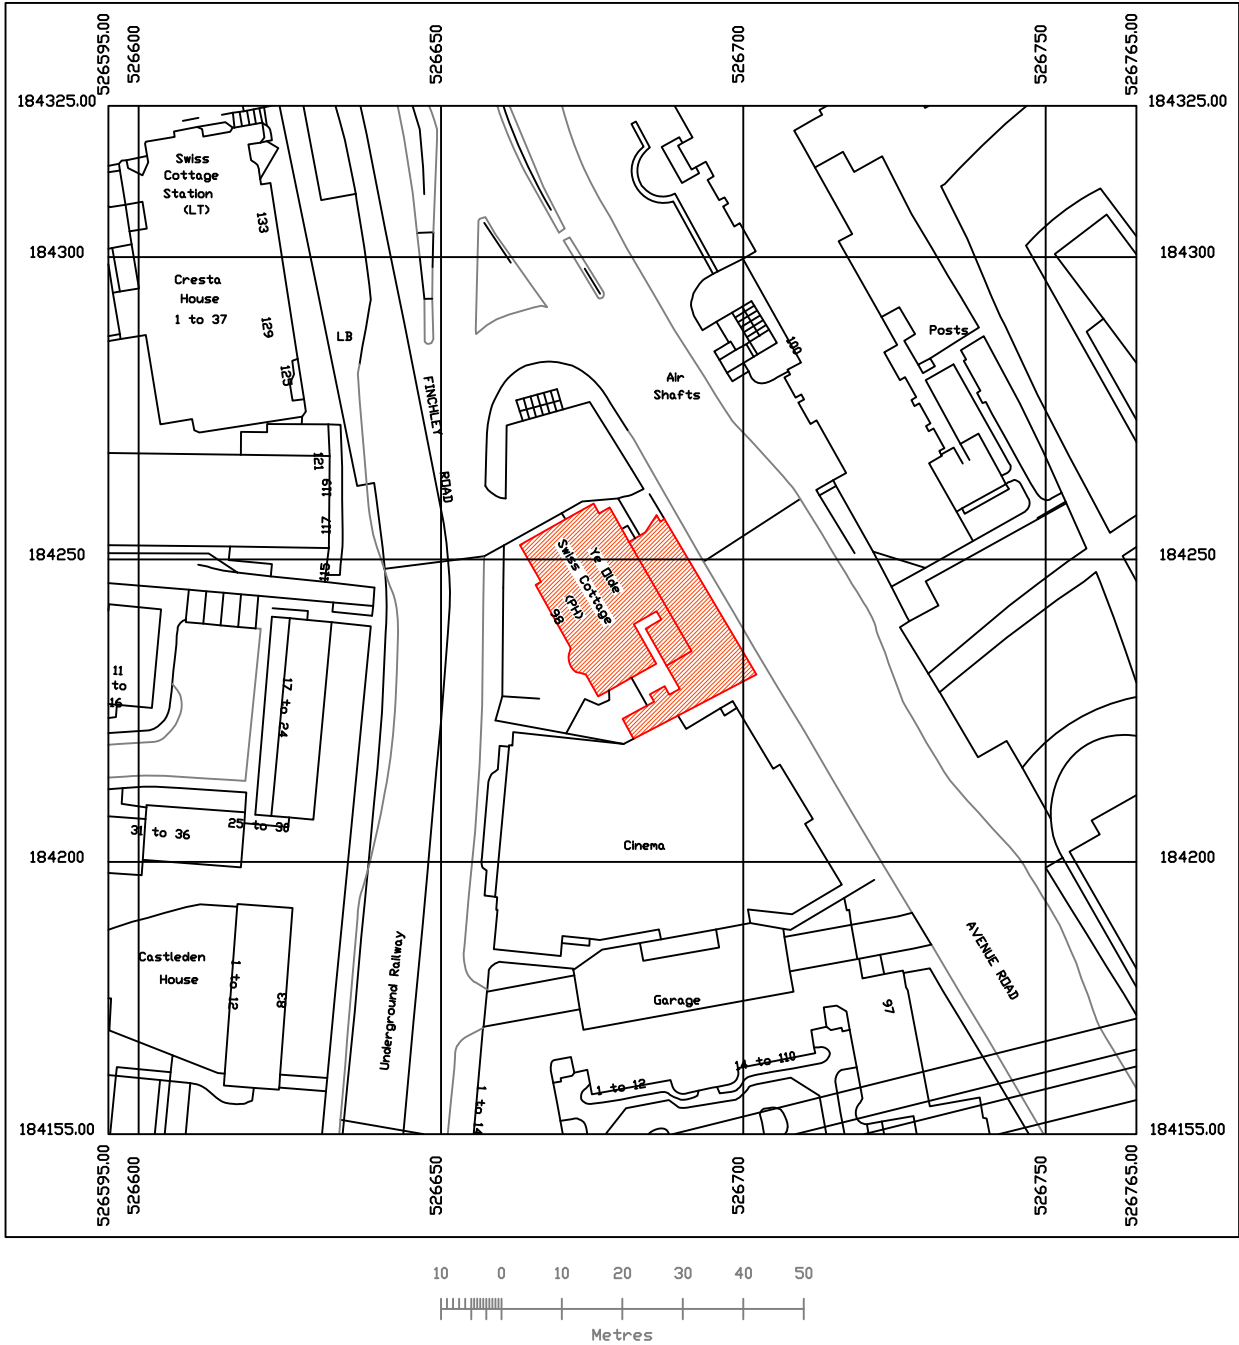 526595.00
526600
526650
526700
526750
526765.00
184325.00
184325.00
Swiss
Cottage
Station
(LT)
133
184300
184300
Cresta
House
1 to 37
129
LB
125
Posts
100
Air
Shafts
FINCHLEY
ROAD
121
119
117
115
184250
184250
Ye Olde
Swiss Cottage
(PH)
98
11
to
16
17 to 24
31 to 36
25 to 30
Cinema
184200
184200
Castleden
House
1 to 12
83
Underground Railway
Garage
AVENUE ROAD
97
14 to 110
1 to 12
1 to 14
184155.00
184155.00
526595.00
526600
526650
526700
526750
526765.00
10 0 10 20 30 40 50
Metres